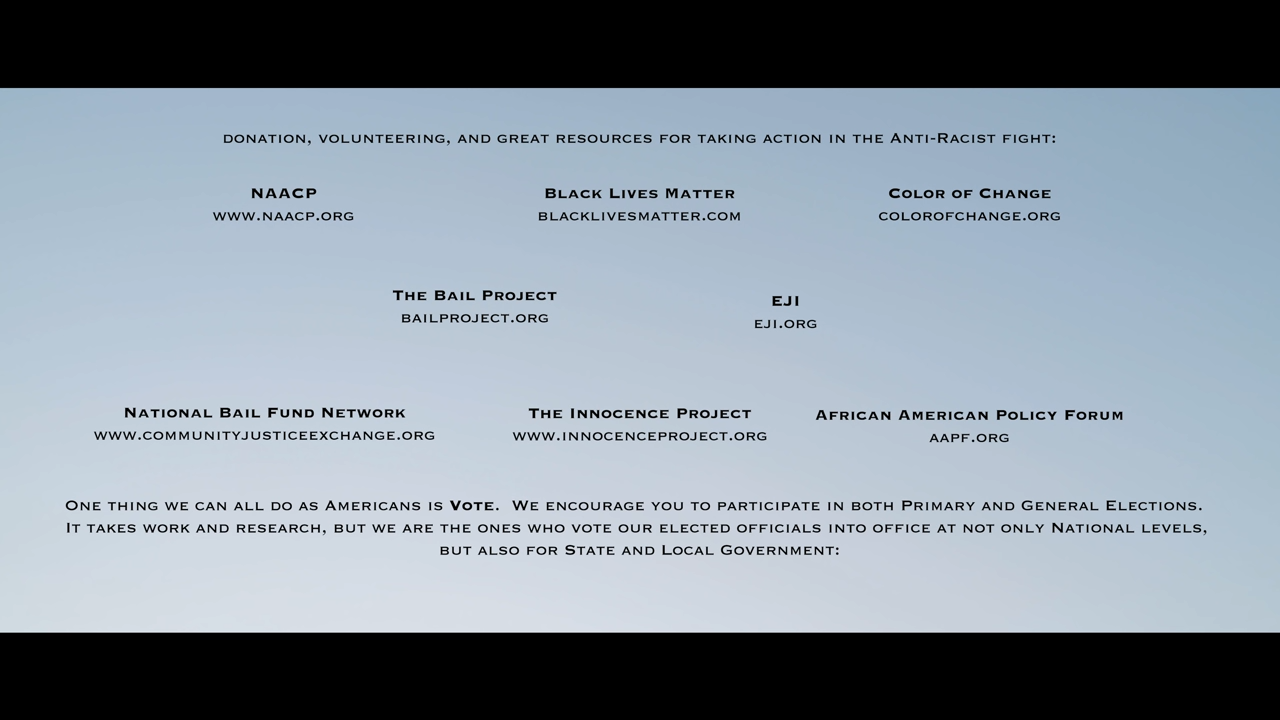 DONATION, VOLUNTEERING, AND GREAT RESOURCES FOR TAKING ACTION IN THE ANTI-RACIST FIGHT:
NAACP
WWW.NAACP.ORG
BLACK LIVES MATTER
BLACKLIVESMATTER.COM
COLOR OF CHANGE
COLOROFCHANGE.ORG
THE BAIL PROJECT
BAILPROJECT.ORG
EJI
EJI.ORG
NATIONAL BAIL FUND NETWORK
WWW.COMMUNITYJUSTICEEXCHANGE.ORG
THE INNOCENCE PROJECT
WWW.INNOCENCEPROJECT.ORG
AFRICAN AMERICAN POLICY FORUM
AAPF.ORG
ONE THING WE CAN ALL DO AS AMERICANS IS VOTE. WE ENCOURAGE YOU TO PARTICIPATE IN BOTH PRIMARY AND GENERAL ELECTIONS.
IT TAKES WORK AND RESEARCH, BUT WE ARE THE ONES WHO VOTE OUR ELECTED OFFICIALS INTO OFFICE AT NOT ONLY NATIONAL LEVELS,
BUT ALSO FOR STATE AND LOCAL GOVERNMENT: